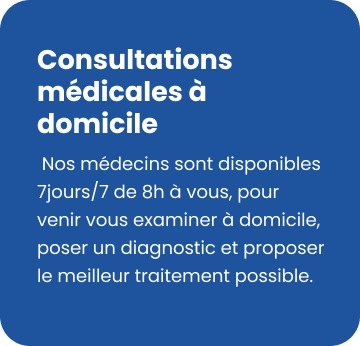 Consultations
médicales à
domicile
Nos médecins sont disponibles
7jours/7 de 8h à vous, pour
venir vous examiner à domicile,
poser un diagnostic et proposer
le meilleur traitement possible.